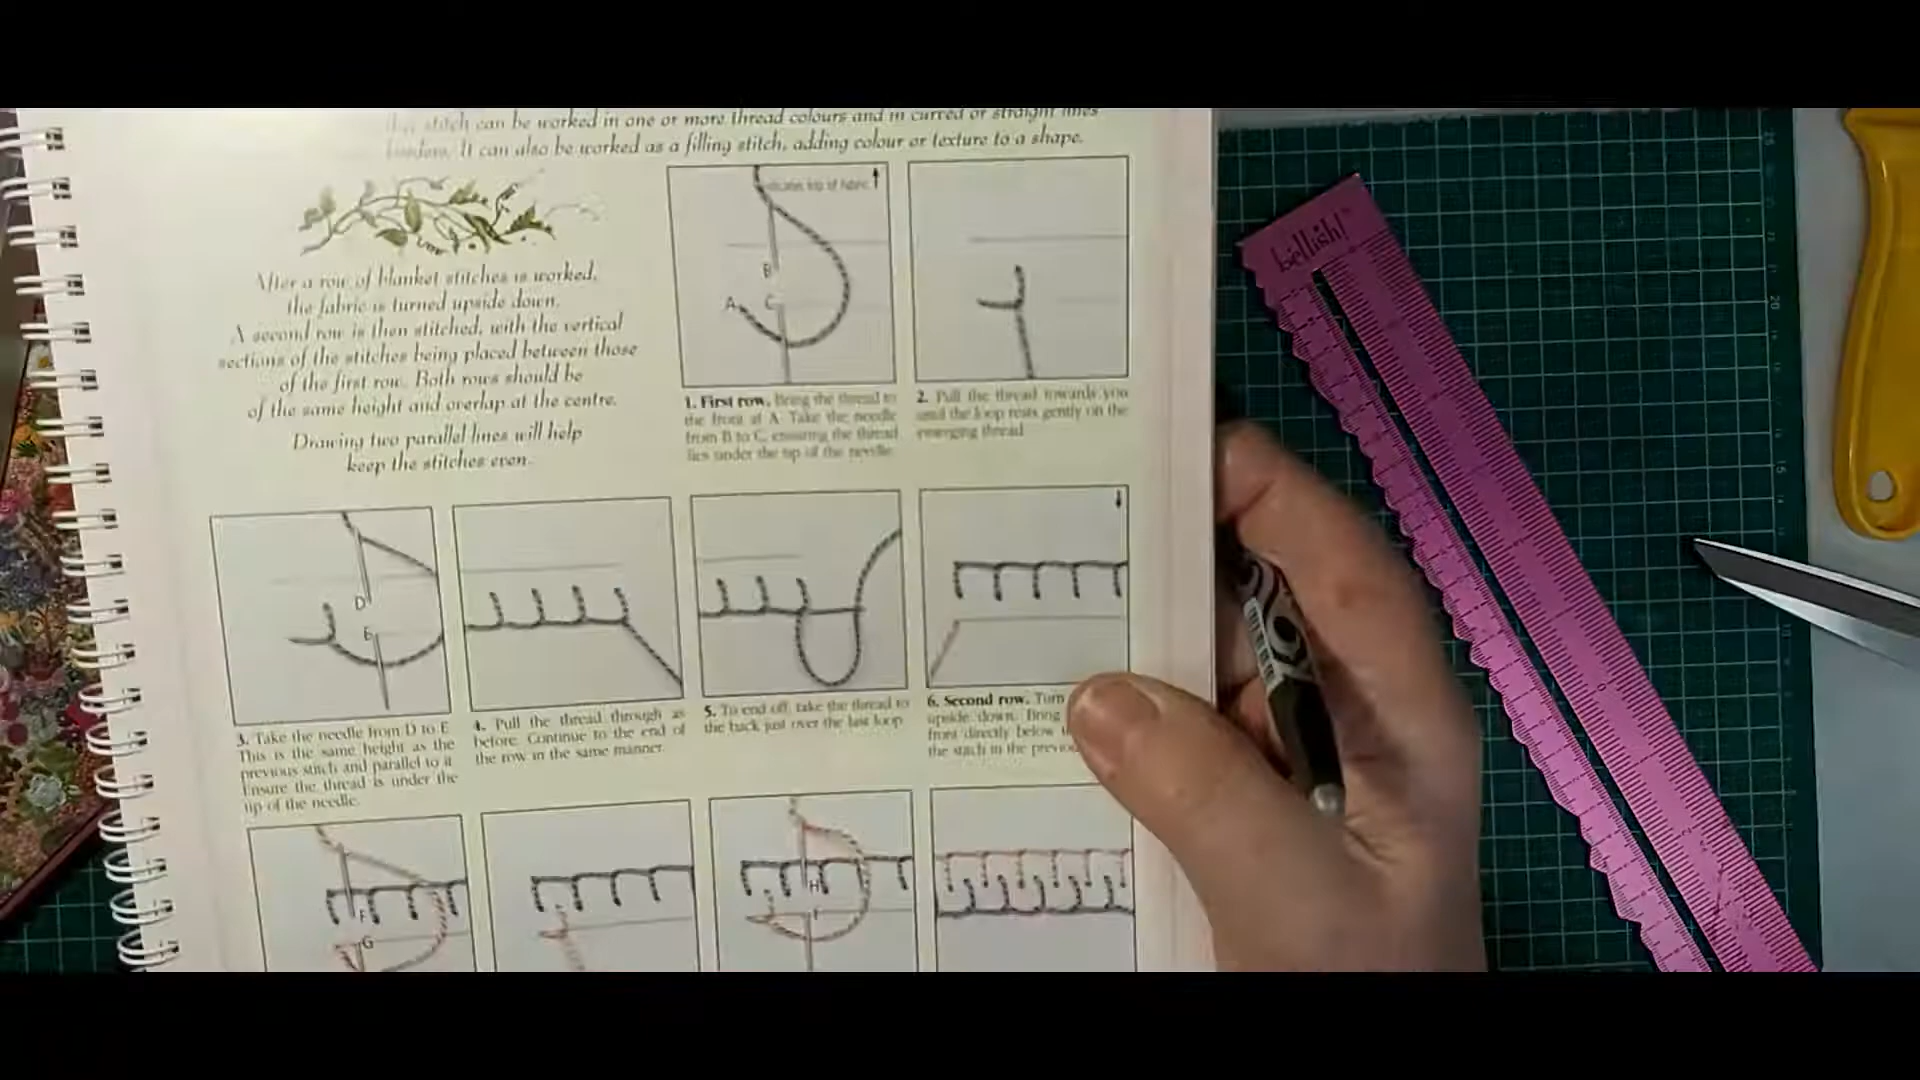 stitch can be worked in one or more thread colours and in curved or straight lines
borders. It can also be worked as a filling stitch, adding colour or texture to a shape.
After a row of blanket stitches is worked,
the fabric is turned upside down.
A second row is then stitched, with the vertical
sections of the stitches being placed between those
of the first row. Both rows should be
of the same height and overlap at the centre.
Drawing two parallel lines will help
keep the stitches even.
top of fabric
B
A
C
1. First row. Bring the thread to
the front at A. Take the needle
from B to C, ensuring the thread
lies under the tip of the needle.
2. Pull the thread towards you
until the loop rests gently on the
emerging thread.
D
E
3. Take the needle from D to E.
This is the same height as the
previous stitch and parallel to it.
Ensure the thread is under the
tip of the needle.
4. Pull the thread through as
before. Continue to the end of
the row in the same manner.
5. To end off, take the thread to
the back just over the last loop.
6. Second row. Turn
upside down. Bring
front directly below
the stitch in the
F
G
H
bellish!